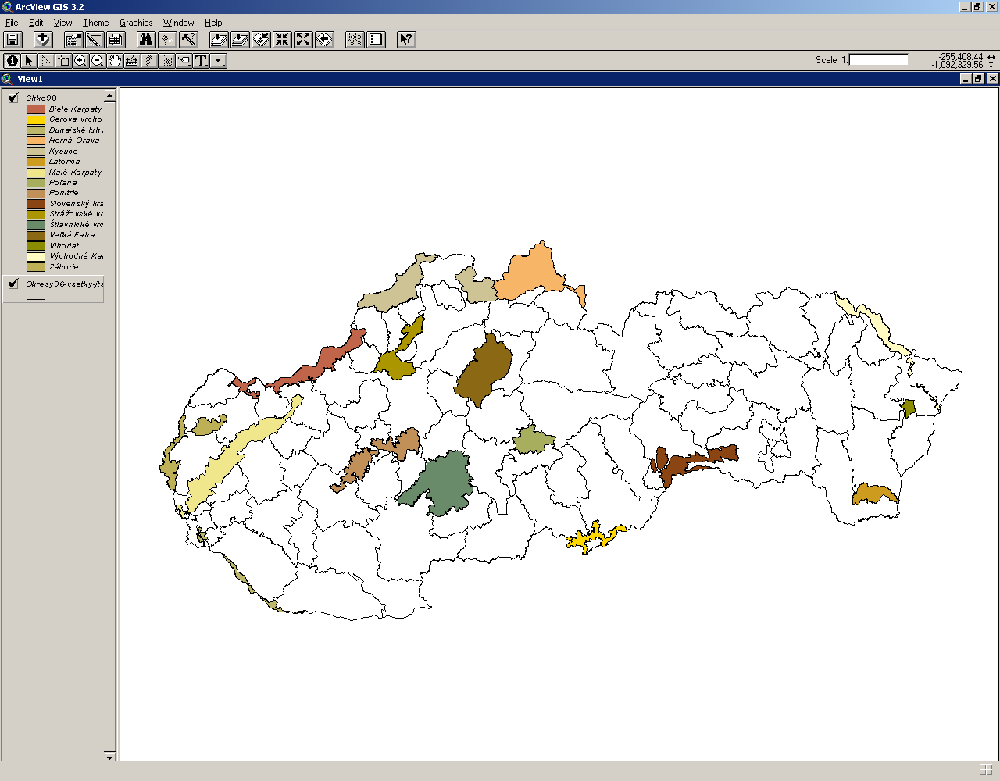 ArcView GIS 3.2
File Edit View Theme Graphics Window Help
Scale 1:
-255,408.44
-1,092,329.56
View1
Chko98
Biele Karpaty
Cerova vrcho
Dunajské luhy
Horná Orava
Kysuce
Latorica
Malé Karpaty
Poľana
Ponitrie
Slovenský kra
Strážovské vr
Štiavnické vrc
Veľká Fatra
Vihorlat
Východné Ka
Záhorie
Okresy96-vsetky-jts